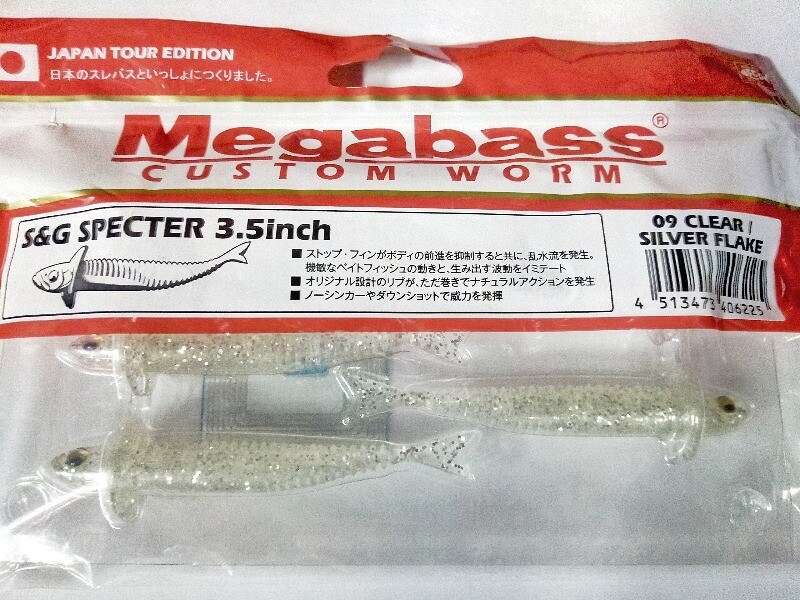 JAPAN TOUR EDITION
日本のスレバスといっしょにつくりました。
Megabass®
CUSTOM WORM
S&G SPECTER 3.5inch
■ ストップ・フィンがボディの前進を抑制すると共に、乱水流を発生。
機敏なベイトフィッシュの動きと、生み出す波動をイミテート
■ オリジナル設計のリブが、ただ巻きでナチュラルアクションを発生
■ ノーシンカーやダウンショットで威力を発揮
09 CLEAR /
SILVER FLAKE
4 513473 406225